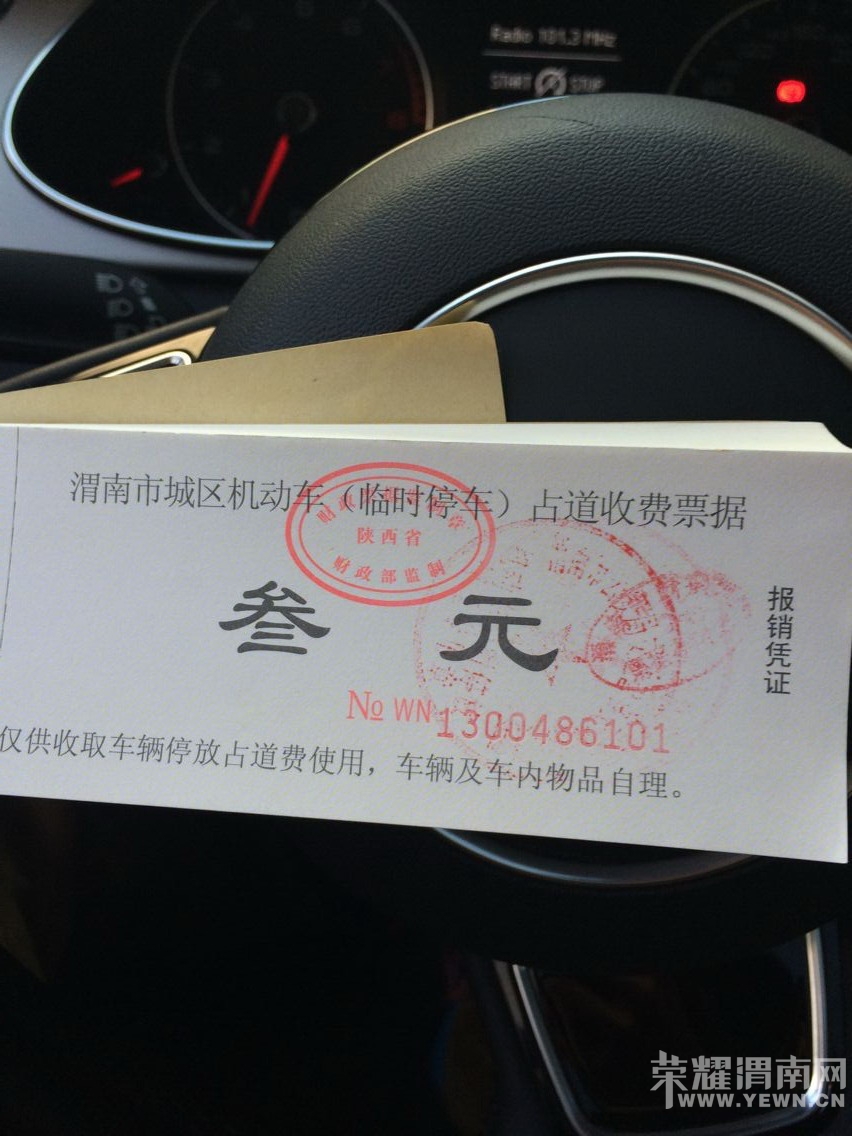 Radio 101.3 MHz
START STOP
渭南市城区机动车（临时停车）占道收费票据
陕西省
财政部监制
叁 元
报销凭证
№ WN 1300486101
仅供收取车辆停放占道费使用，车辆及车内物品自理。
荣耀渭南网
WWW.YEWN.CN